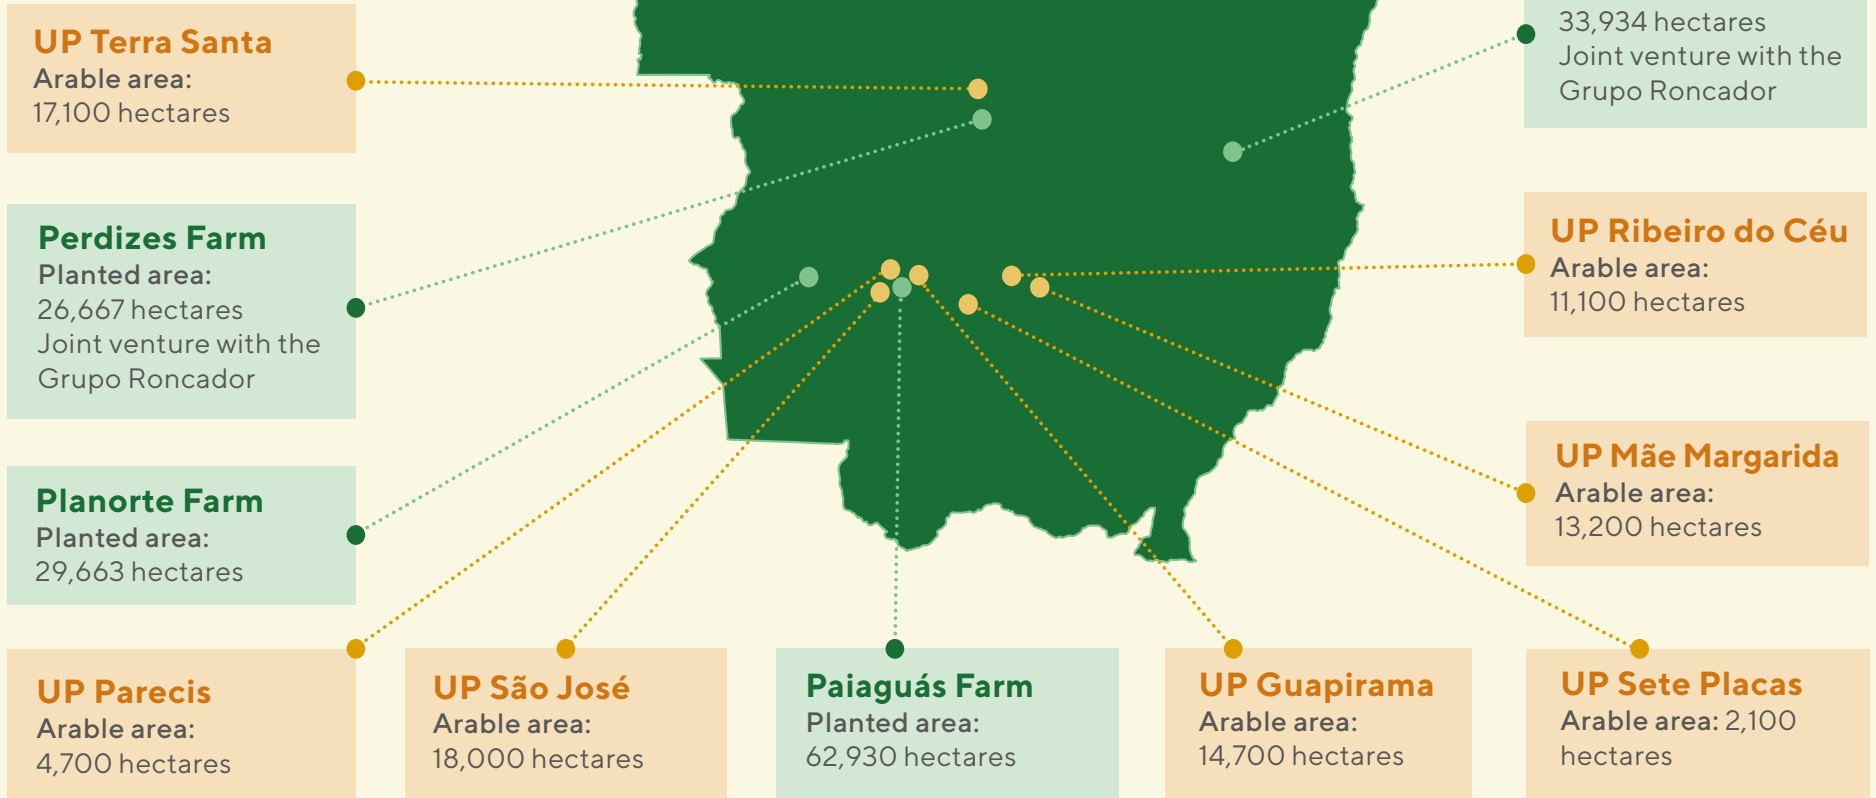 UP Terra Santa
Arable area:
17,100 hectares
33,934 hectares
Joint venture with the
Grupo Roncador
Perdizes Farm
Planted area:
26,667 hectares
Joint venture with the
Grupo Roncador
UP Ribeiro do Céu
Arable area:
11,100 hectares
Planorte Farm
Planted area:
29,663 hectares
UP Mãe Margarida
Arable area:
13,200 hectares
UP Parecis
Arable area:
4,700 hectares
UP São José
Arable area:
18,000 hectares
Paiaguás Farm
Planted area:
62,930 hectares
UP Guapirama
Arable area:
14,700 hectares
UP Sete Placas
Arable area: 2,100
hectares